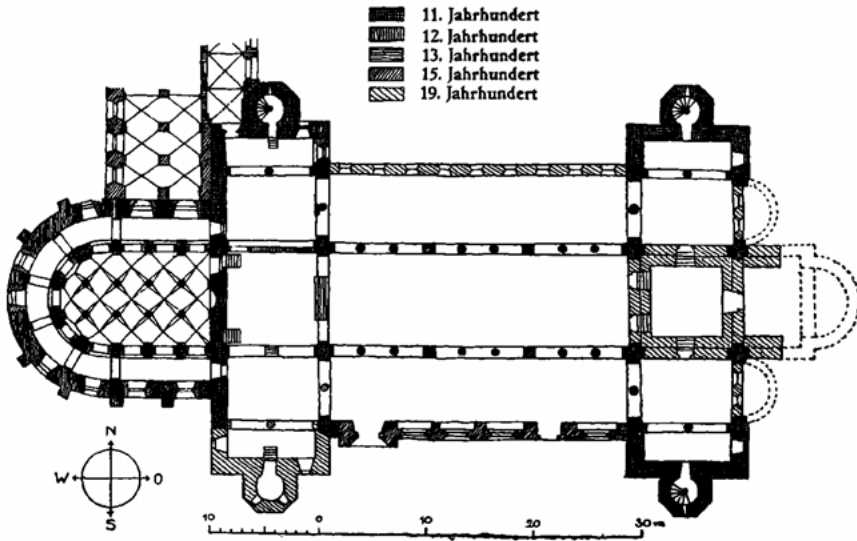 11. Jahrhundert
12. Jahrhundert
13. Jahrhundert
15. Jahrhundert
19. Jahrhundert
N
W O
S
10 0 10 20 30 m